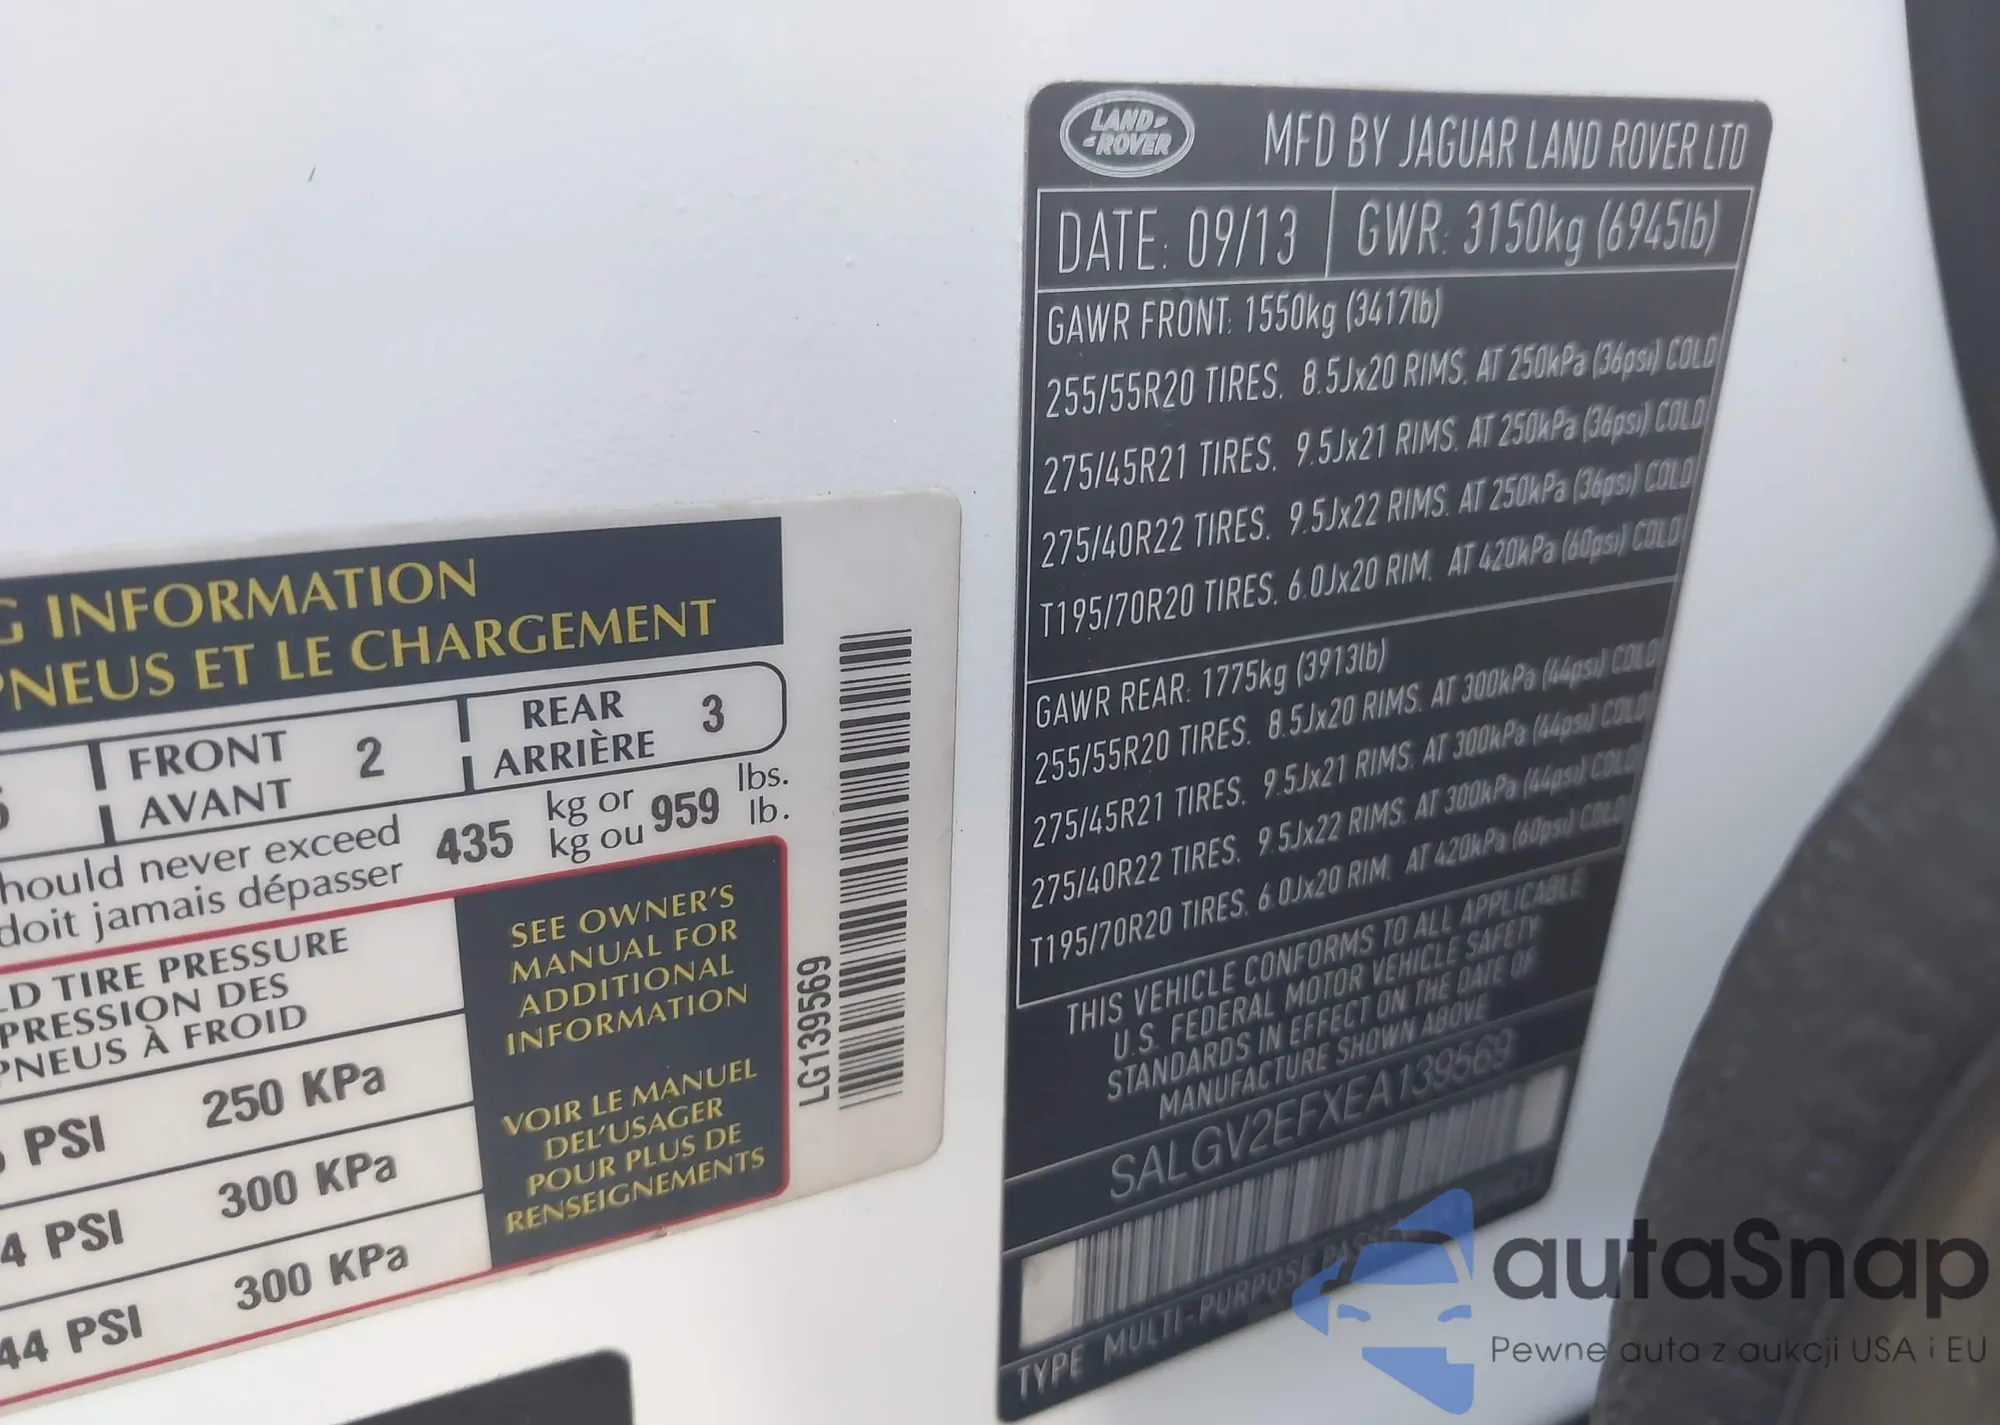 G INFORMATION
PNEUS ET LE CHARGEMENT
FRONT
AVANT
2
REAR
ARRIÈRE
3
hould never exceed
doit jamais dépasser
435
kg or
kg ou
959
lbs.
lb.
LD TIRE PRESSURE
PRESSION DES
PNEUS À FROID
PSI 250 KPa
4 PSI 300 KPa
44 PSI 300 KPa
SEE OWNER'S
MANUAL FOR
ADDITIONAL
INFORMATION
VOIR LE MANUEL
DEL'USAGER
POUR PLUS DE
RENSEIGNEMENTS
LG139569
LAND
ROVER
MFD BY JAGUAR LAND ROVER LTD
DATE: 09/13
GWR: 3150kg (6945lb)
GAWR FRONT: 1550kg (3417lb)
255/55R20 TIRES. 8.5Jx20 RIMS. AT 250kPa (36psi) COLD
275/45R21 TIRES. 9.5Jx21 RIMS. AT 250kPa (36psi) COLD
275/40R22 TIRES. 9.5Jx22 RIMS. AT 250kPa (36psi) COLD
T195/70R20 TIRES. 6.0Jx20 RIM. AT 420kPa (60psi) COLD
GAWR REAR: 1775kg (3913lb)
255/55R20 TIRES. 8.5Jx20 RIMS. AT 300kPa (44psi) COLD
275/45R21 TIRES. 9.5Jx21 RIMS. AT 300kPa (44psi) COLD
275/40R22 TIRES. 9.5Jx22 RIMS. AT 300kPa (44psi) COLD
T195/70R20 TIRES. 6.0Jx20 RIM. AT 420kPa (60psi) COLD
THIS VEHICLE CONFORMS TO ALL APPLICABLE
U.S. FEDERAL MOTOR VEHICLE SAFETY
STANDARDS IN EFFECT ON THE DATE OF
MANUFACTURE SHOWN ABOVE
SALGV2EFXEA139569
TYPE MULTI-PURPOSE
autaSnap
Pewne auta z aukcji USA i EU